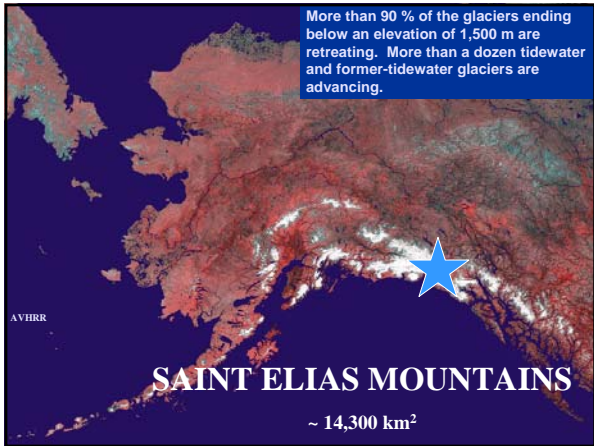 More than 90 % of the glaciers ending
below an elevation of 1,500 m are
retreating.  More than a dozen tidewater
and former-tidewater glaciers are
advancing.
AVHRR
SAINT ELIAS MOUNTAINS
~ 14,300 km²